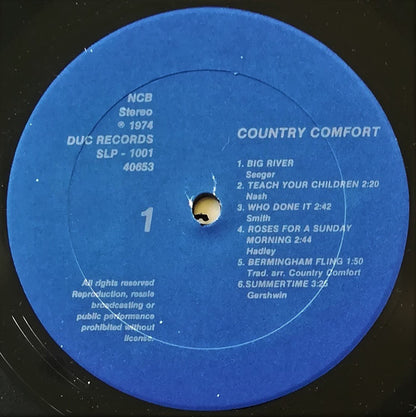 NCB
Stereo
℗ 1974
DUC RECORDS
SLP - 1001
40653
1
All rights reserved
Reproduction, resale
broadcasting or
public performance
prohibited without
license.
COUNTRY COMFORT
1. BIG RIVER
Seeger
2. TEACH YOUR CHILDREN 2:20
Nash
3. WHO DONE IT 2:42
Smith
4. ROSES FOR A SUNDAY
MORNING 2:44
Hadley
5. BERMINGHAM FLING 1:50
Trad. arr. Country Comfort
6.SUMMERTIME 3:25
Gershwin